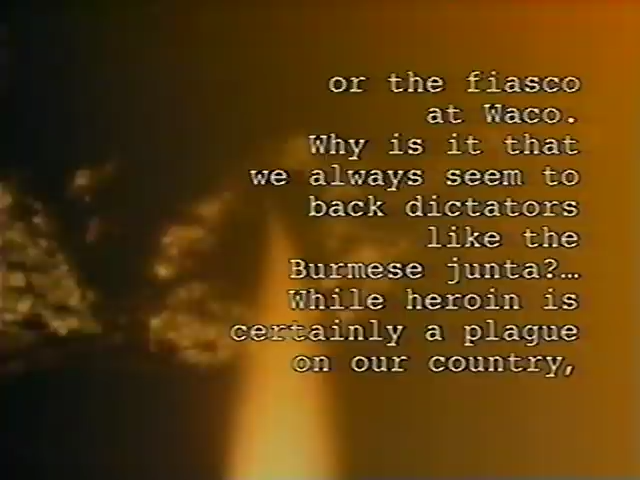 or the fiasco
at Waco.
Why is it that
we always seem to
back dictators
like the
Burmese junta?…
While heroin is
certainly a plague
on our country,